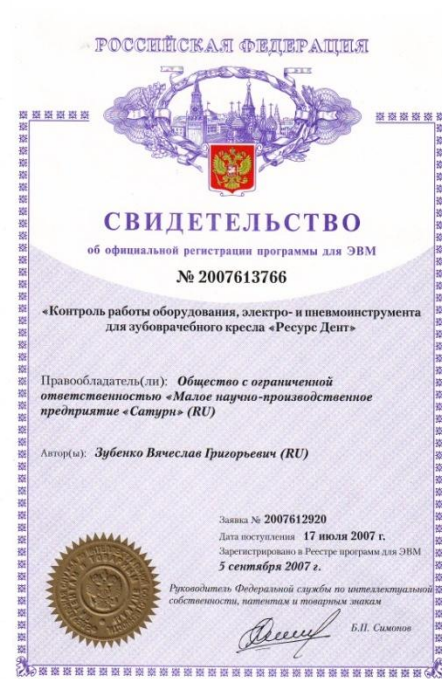 РОССИЙСКАЯ ФЕДЕРАЦИЯ
СВИДЕТЕЛЬСТВО
об официальной регистрации программы для ЭВМ
№ 2007613766
«Контроль работы оборудования, электро- и пневмоинструмента
для зубоврачебного кресла «Ресурс Дент»
Правообладатель(ли): Общество с ограниченной
ответственностью «Малое научно-производственное
предприятие «Сатурн» (RU)
Автор(ы): Зубенко Вячеслав Григорьевич (RU)
Заявка № 2007612920
Дата поступления 17 июля 2007 г.
Зарегистрировано в Реестре программ для ЭВМ
5 сентября 2007 г.
Руководитель Федеральной службы по интеллектуальной
собственности, патентам и товарным знакам
Б.П. Симонов